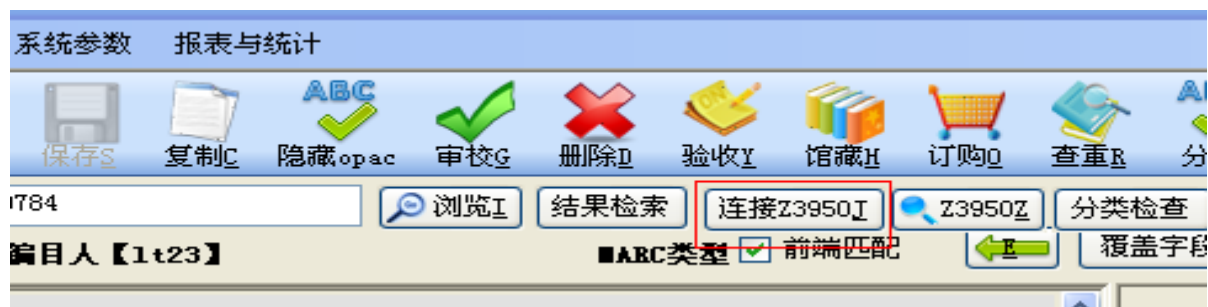 系统参数 报表与统计
ABC
保存S 复制C 隐藏opac 审校G 删除D 验收Y 馆藏H 订购O 查重R 分
784 浏览I 结果检索 连接Z3950J Z3950Z 分类检查
编目人【lt23】 ■ARC类型 前端匹配 E 覆盖字段